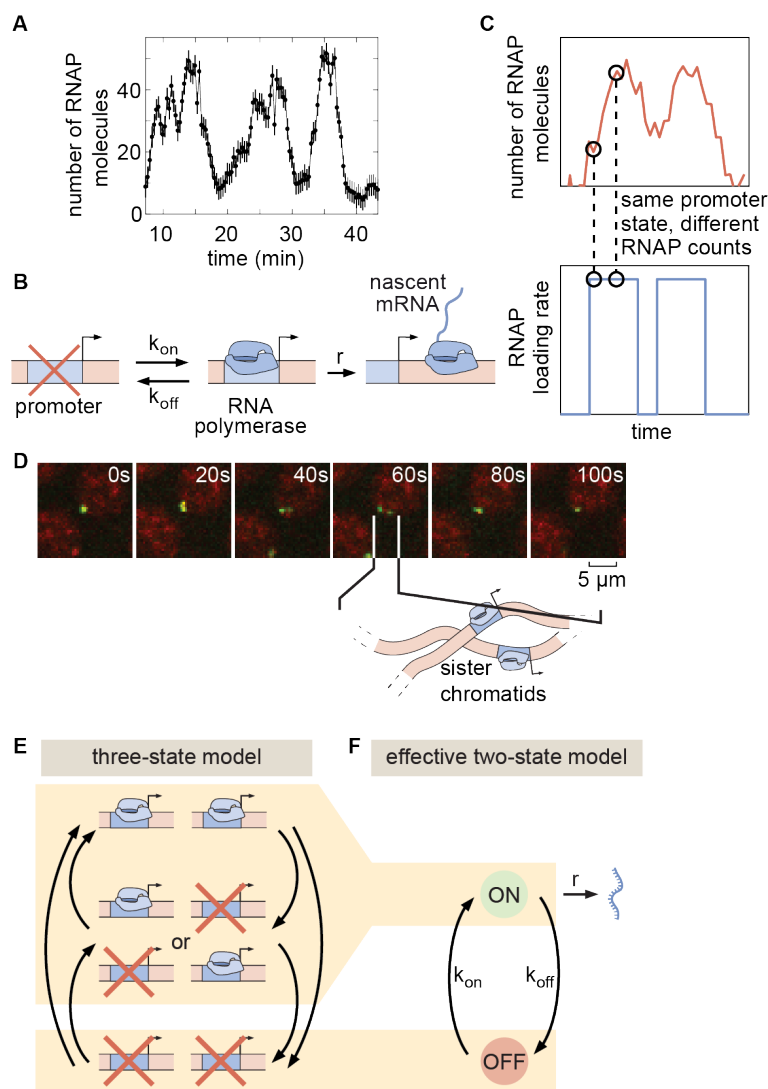 A
number of RNAP
molecules
40
20
0
10
20
30
40
time (min)
B
promoter
k_on
k_off
RNA
polymerase
r
nascent
mRNA
C
number of RNAP
molecules
same promoter
state, different
RNAP counts
RNAP
loading rate
time
D
0s
20s
40s
60s
80s
100s
5 μm
sister
chromatids
E
three-state model
or
F
effective two-state model
ON
r
k_on
k_off
OFF